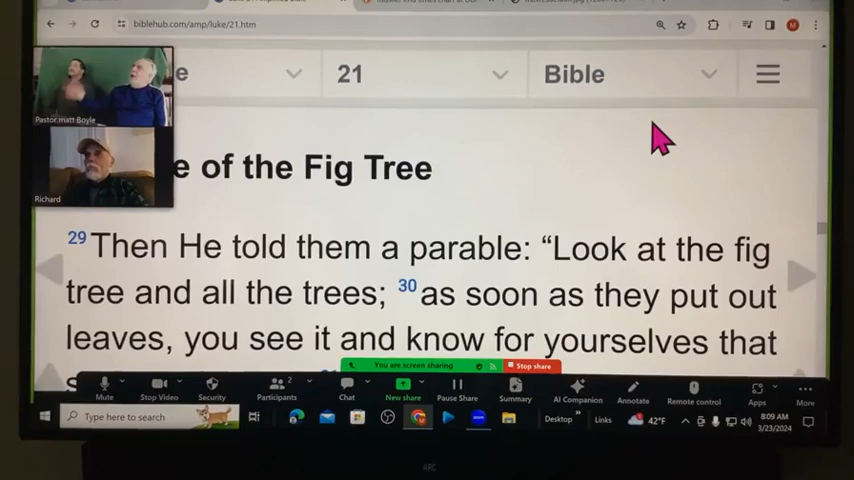 biblehub.com/amp/luke/21.htm
e
21
Bible
Pastor matt Boyle
Richard
e of the Fig Tree
29 Then He told them a parable: “Look at the fig
tree and all the trees; 30 as soon as they put out
leaves, you see it and know for yourselves that
You are screen sharing
Stop share
Mute
Stop Video
Security
Participants
2
Chat
New share
Pause Share
Summary
AI Companion
Annotate
Remote control
Apps
More
Type here to search
Desktop
Links
42°F
8:09 AM
3/23/2024